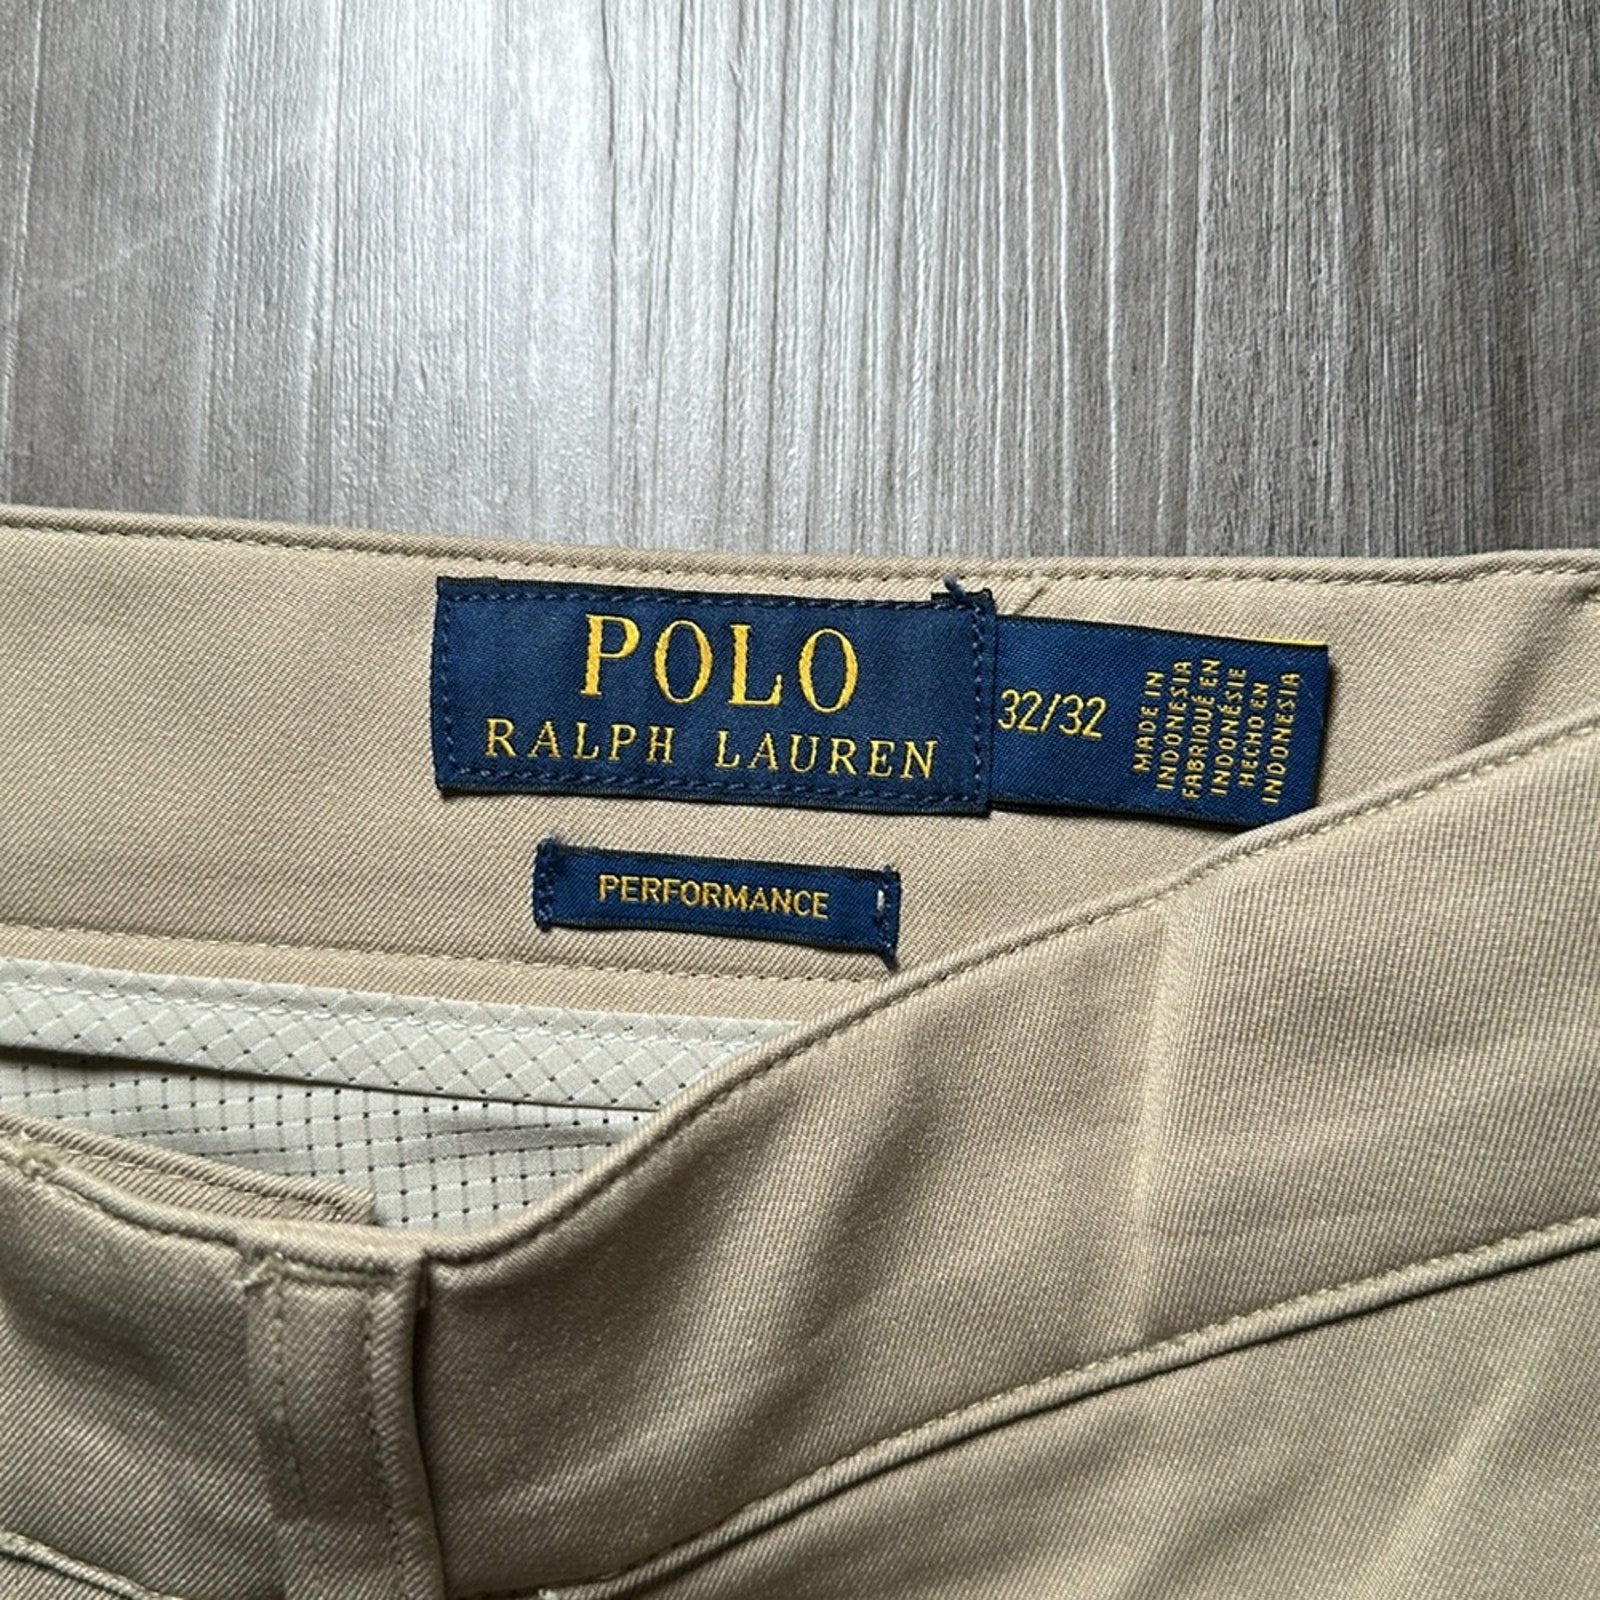 POLO
RALPH LAUREN
32/32
MADE IN
INDONESIA
FABRIQUÉ EN
INDONÉSIE
HECHO EN
INDONESIA
PERFORMANCE